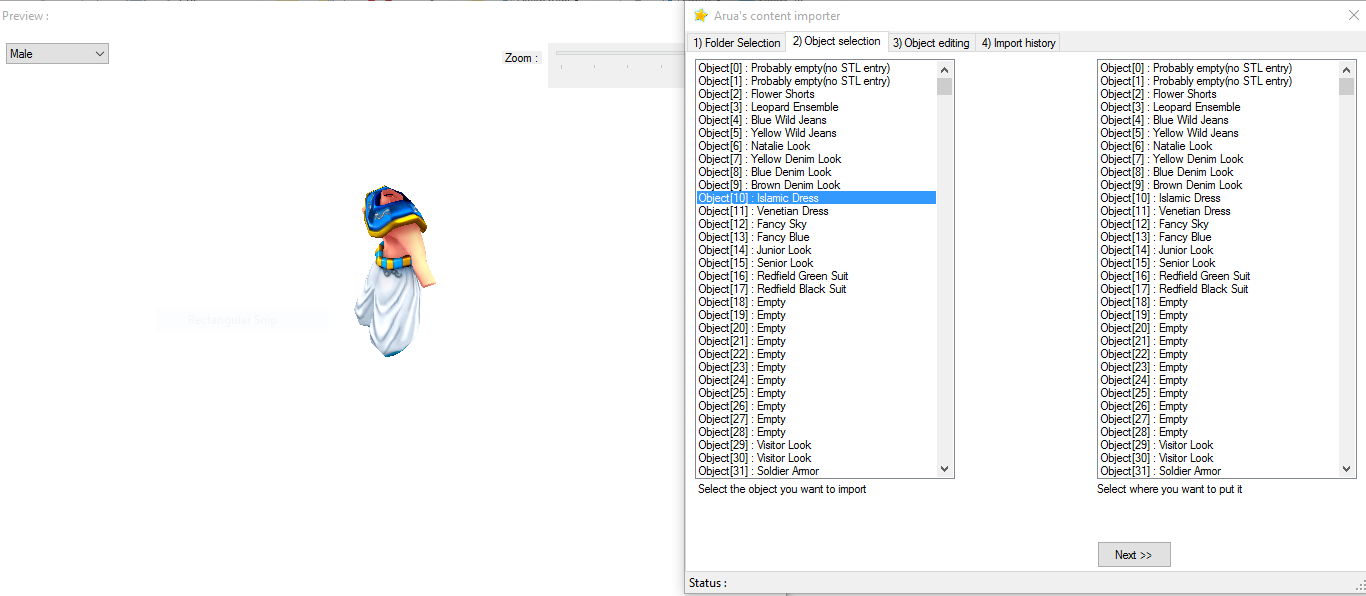 Preview :
Male
Zoom :
Rectangular Snip
Arua's content importer
1) Folder Selection
2) Object selection
3) Object editing
4) Import history
Object[0] : Probably empty(no STL entry)
Object[1] : Probably empty(no STL entry)
Object[2] : Flower Shorts
Object[3] : Leopard Ensemble
Object[4] : Blue Wild Jeans
Object[5] : Yellow Wild Jeans
Object[6] : Natalie Look
Object[7] : Yellow Denim Look
Object[8] : Blue Denim Look
Object[9] : Brown Denim Look
Object[10] : Islamic Dress
Object[11] : Venetian Dress
Object[12] : Fancy Sky
Object[13] : Fancy Blue
Object[14] : Junior Look
Object[15] : Senior Look
Object[16] : Redfield Green Suit
Object[17] : Redfield Black Suit
Object[18] : Empty
Object[19] : Empty
Object[20] : Empty
Object[21] : Empty
Object[22] : Empty
Object[23] : Empty
Object[24] : Empty
Object[25] : Empty
Object[26] : Empty
Object[27] : Empty
Object[28] : Empty
Object[29] : Visitor Look
Object[30] : Visitor Look
Object[31] : Soldier Armor
Select the object you want to import
Object[0] : Probably empty(no STL entry)
Object[1] : Probably empty(no STL entry)
Object[2] : Flower Shorts
Object[3] : Leopard Ensemble
Object[4] : Blue Wild Jeans
Object[5] : Yellow Wild Jeans
Object[6] : Natalie Look
Object[7] : Yellow Denim Look
Object[8] : Blue Denim Look
Object[9] : Brown Denim Look
Object[10] : Islamic Dress
Object[11] : Venetian Dress
Object[12] : Fancy Sky
Object[13] : Fancy Blue
Object[14] : Junior Look
Object[15] : Senior Look
Object[16] : Redfield Green Suit
Object[17] : Redfield Black Suit
Object[18] : Empty
Object[19] : Empty
Object[20] : Empty
Object[21] : Empty
Object[22] : Empty
Object[23] : Empty
Object[24] : Empty
Object[25] : Empty
Object[26] : Empty
Object[27] : Empty
Object[28] : Empty
Object[29] : Visitor Look
Object[30] : Visitor Look
Object[31] : Soldier Armor
Select where you want to put it
Next >>
Status :